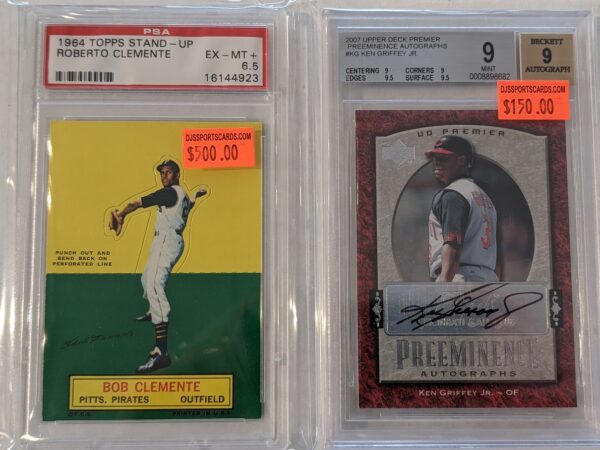 PSA
1964 TOPPS STAND-UP
ROBERTO CLEMENTE
EX-MT+
6.5
16144923
DJSSPORTSCARDS.COM
$500.00
PUNCH OUT AND
BEND BACK ON
PERFORATED LINE
BOB CLEMENTE
PITTS. PIRATES OUTFIELD
©T.C.G. PRINTED IN U.S.A.
2007 UPPER DECK PREMIER
PREEMINENCE AUTOGRAPHS
#KG KEN GRIFFEY JR.
CENTERING 9 CORNERS 9
EDGES 9.5 SURFACE 9.5
9
MINT
0008898682
BECKETT
9
AUTOGRAPH
DJSSPORTSCARDS.COM
$150.00
UD PREMIER
PREEMINENCE
AUTOGRAPHS
KEN GRIFFEY JR. - OF